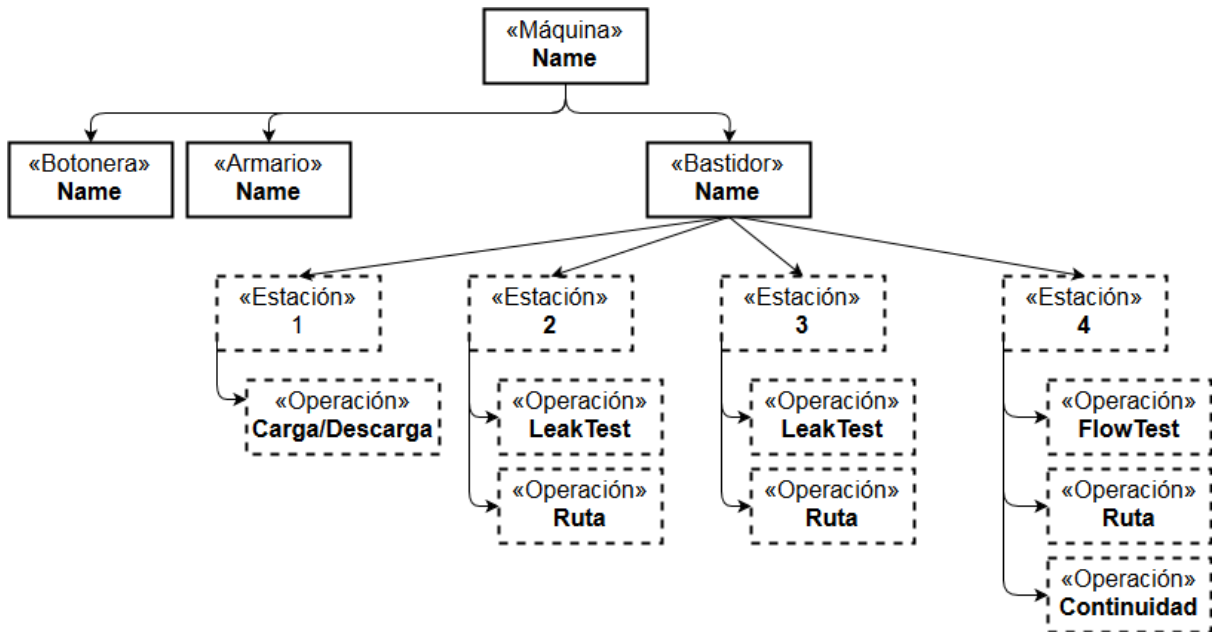 «Máquina»
Name
«Botonera»
Name
«Armario»
Name
«Bastidor»
Name
«Estación»
1
«Estación»
2
«Estación»
3
«Estación»
4
«Operación»
Carga/Descarga
«Operación»
LeakTest
«Operación»
LeakTest
«Operación»
FlowTest
«Operación»
Ruta
«Operación»
Ruta
«Operación»
Ruta
«Operación»
Continuidad